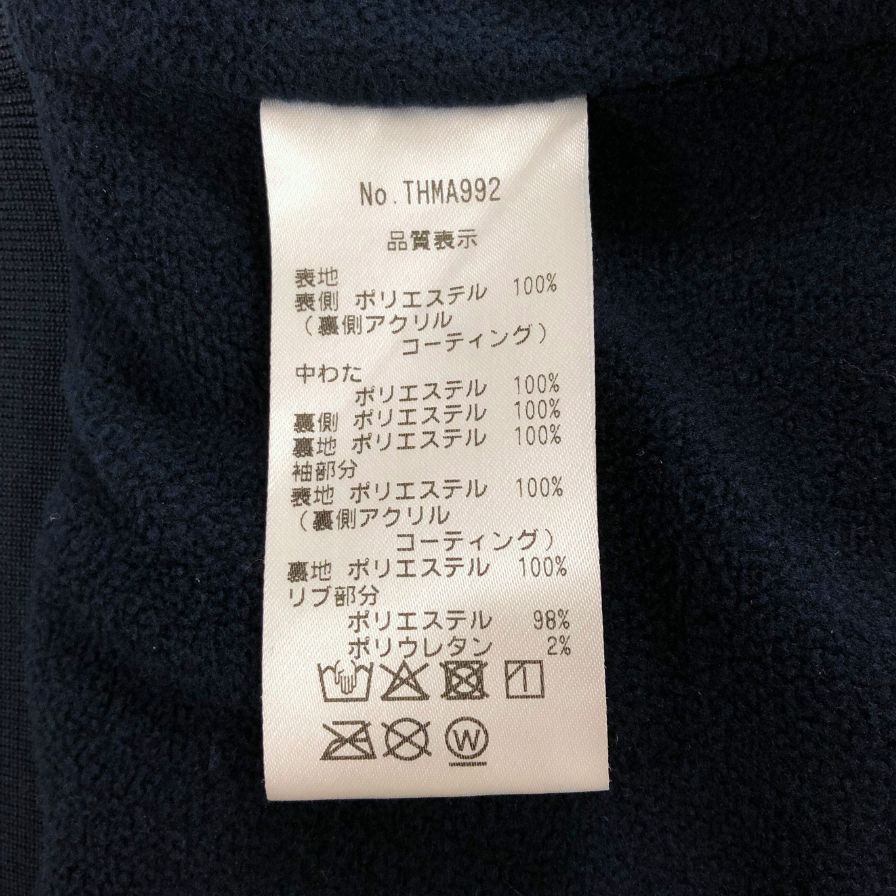 No.THMA992
品質表示
表地
表側 ポリエステル 100%
（裏側アクリル
コーティング）
中わた
ポリエステル 100%
裏側 ポリエステル 100%
裏地 ポリエステル 100%
袖部分
表地 ポリエステル 100%
（裏側アクリル
コーティング）
裏地 ポリエステル 100%
リブ部分
ポリエステル 98%
ポリウレタン 2%
W